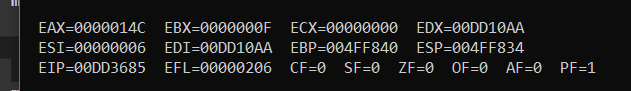 EAX=0000014C EBX=0000000F ECX=00000000 EDX=00DD10AA
ESI=00000006 EDI=00DD10AA EBP=004FF840 ESP=004FF834
EIP=00DD3685 EFL=00000206 CF=0 SF=0 ZF=0 OF=0 AF=0 PF=1